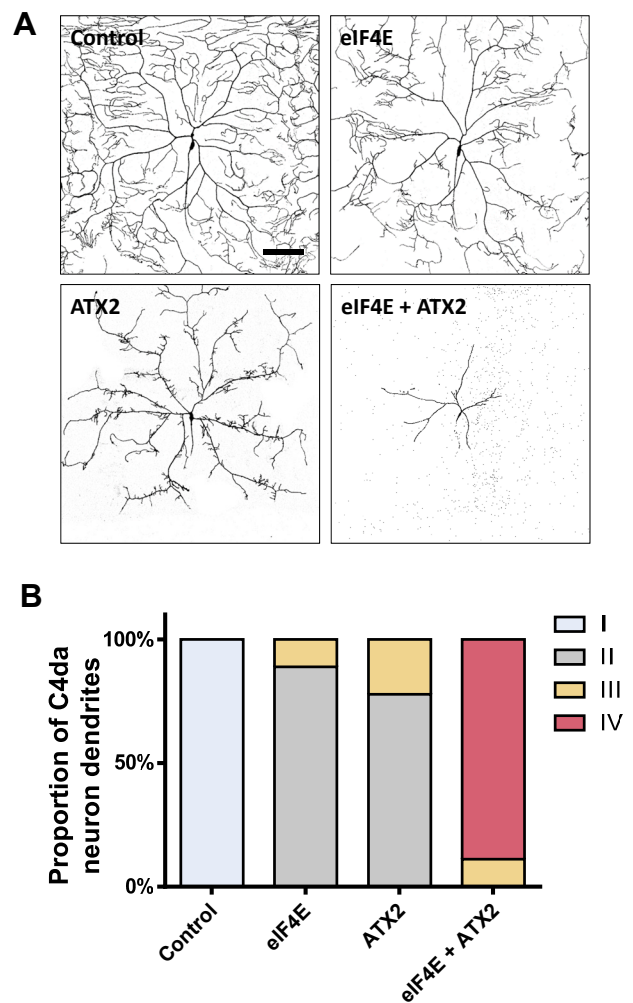 A
Control
eIF4E
ATX2
eIF4E + ATX2
B
Proportion of C4da
neuron dendrites
100%
50%
0%
Control
eIF4E
ATX2
eIF4E + ATX2
I
II
III
IV